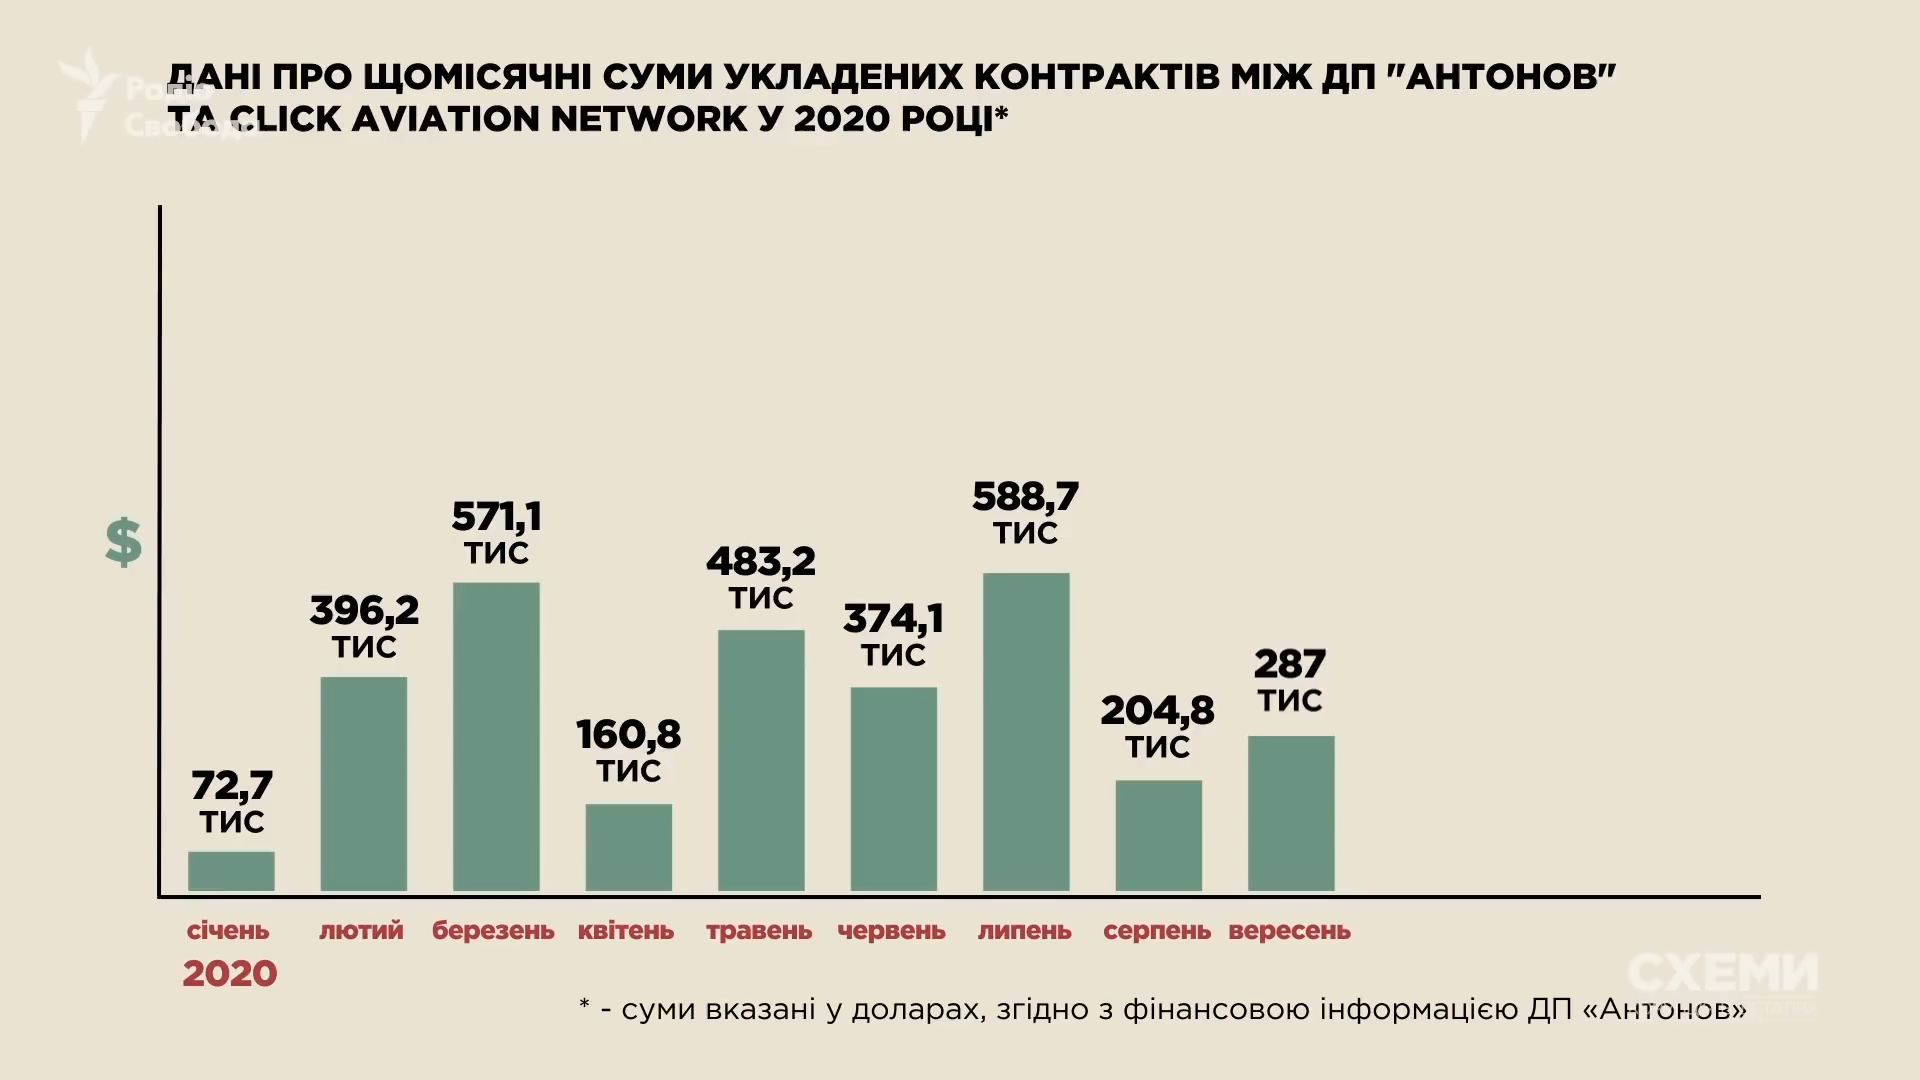 Радіо
Свобода
ДАНІ ПРО ЩОМІСЯЧНІ СУМИ УКЛАДЕНИХ КОНТРАКТІВ МІЖ ДП "АНТОНОВ"
ТА CLICK AVIATION NETWORK У 2020 РОЦІ*
$
72,7
ТИС
396,2
ТИС
571,1
ТИС
160,8
ТИС
483,2
ТИС
374,1
ТИС
588,7
ТИС
204,8
ТИС
287
ТИС
січень лютий березень квітень травень червень липень серпень вересень
2020
СХЕМИ
* - суми вказані у доларах, згідно з фінансовою інформацією ДП «Антонов»